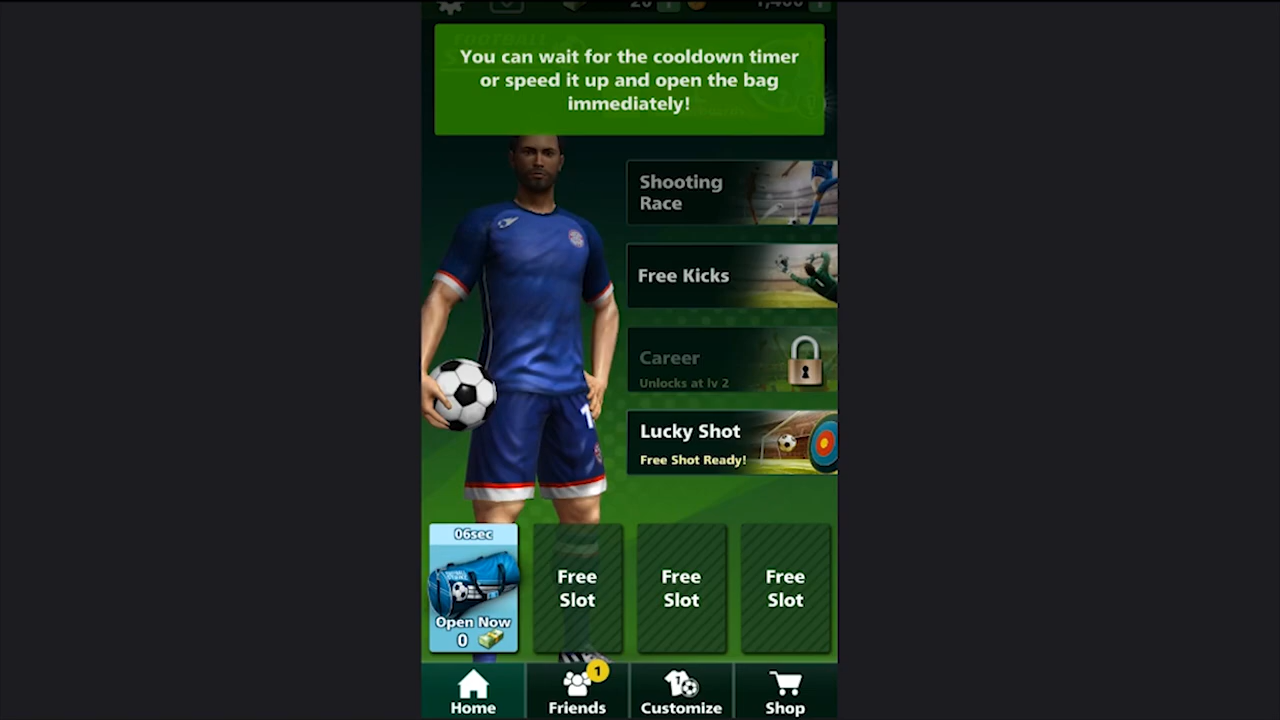 20
You can wait for the cooldown timer
or speed it up and open the bag
immediately!
Shooting
Race
Free Kicks
Career
Unlocks at lv 2
Lucky Shot
Free Shot Ready!
1
06sec
Open Now
0
Free
Slot
Free
Slot
Free
Slot
1
Home
Friends
Customize
Shop